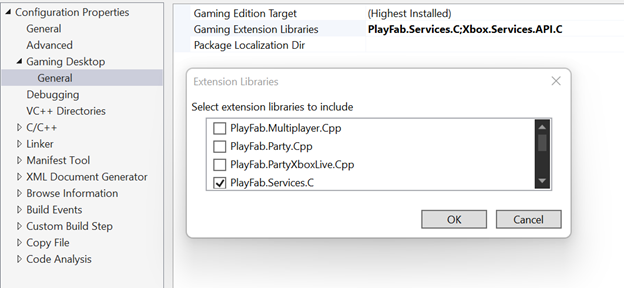 Configuration Properties
General
Advanced
Gaming Desktop
General
Debugging
VC++ Directories
C/C++
Linker
Manifest Tool
XML Document Generator
Browse Information
Build Events
Custom Build Step
Copy File
Code Analysis
Gaming Edition Target (Highest Installed)
Gaming Extension Libraries PlayFab.Services.C;Xbox.Services.API.C
Package Localization Dir
Extension Libraries
Select extension libraries to include
PlayFab.Multiplayer.Cpp
PlayFab.Party.Cpp
PlayFab.PartyXboxLive.Cpp
PlayFab.Services.C
OK Cancel